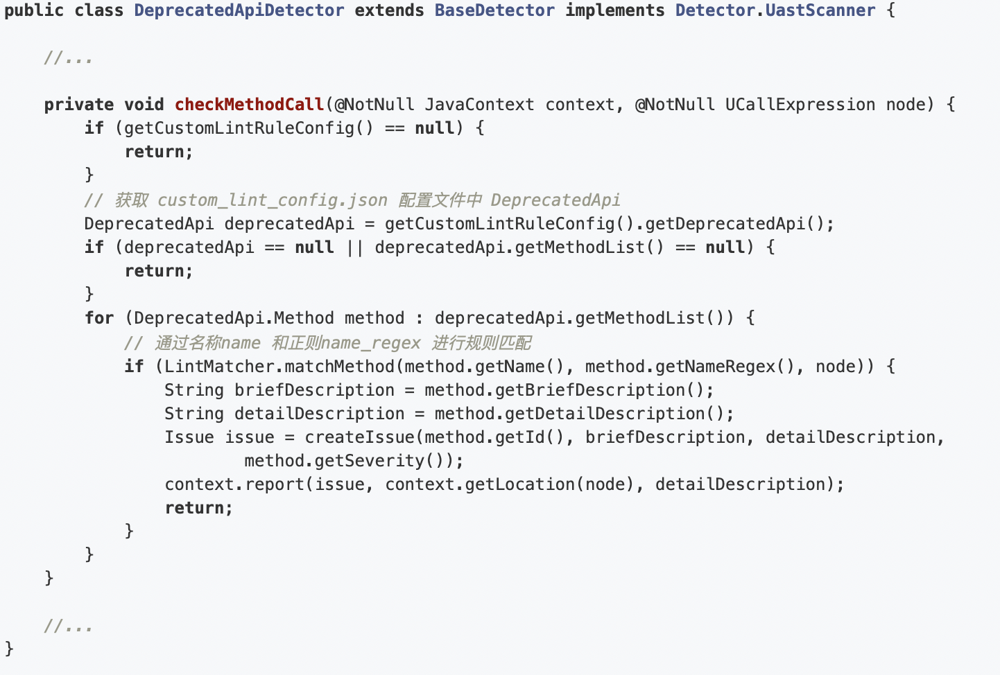 public class DeprecatedApiDetector extends BaseDetector implements Detector.UastScanner {
//...
private void checkMethodCall(@NotNull JavaContext context, @NotNull UCallExpression node) {
if (getCustomLintRuleConfig() == null) {
return;
}
// 获取 custom_lint_config.json 配置文件中 DeprecatedApi
DeprecatedApi deprecatedApi = getCustomLintRuleConfig().getDeprecatedApi();
if (deprecatedApi == null || deprecatedApi.getMethodList() == null) {
return;
}
for (DeprecatedApi.Method method : deprecatedApi.getMethodList()) {
// 通过名称name 和正则name_regex 进行规则匹配
if (LintMatcher.matchMethod(method.getName(), method.getNameRegex(), node)) {
String briefDescription = method.getBriefDescription();
String detailDescription = method.getDetailDescription();
Issue issue = createIssue(method.getId(), briefDescription, detailDescription,
method.getSeverity());
context.report(issue, context.getLocation(node), detailDescription);
return;
}
}
}
//...
}